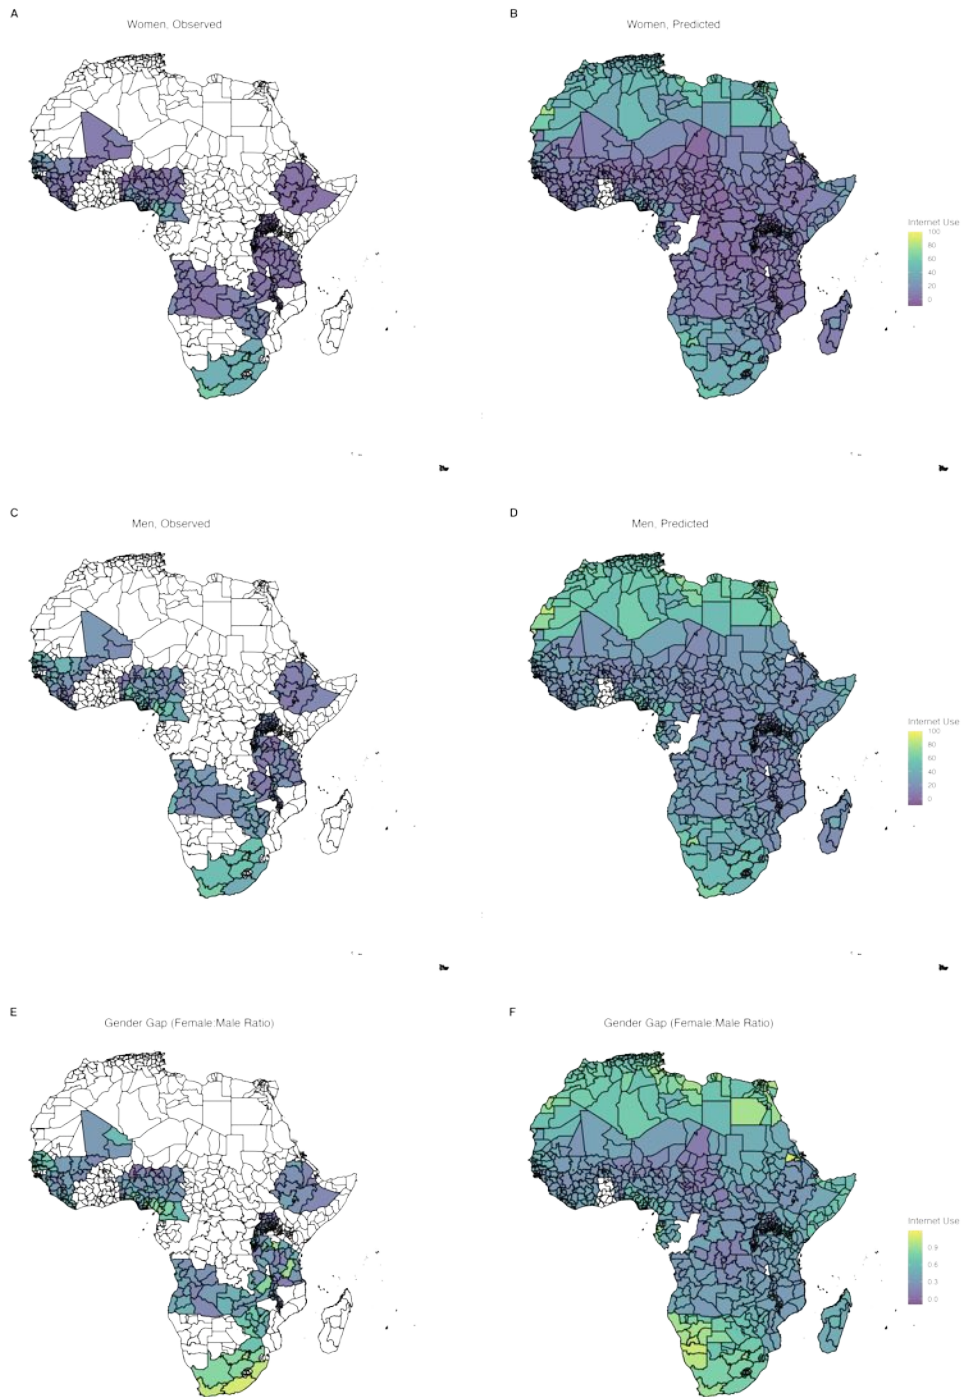 A
Women, Observed
B
Women, Predicted
Internet Use
100
80
60
40
20
0
C
Men, Observed
D
Men, Predicted
Internet Use
100
80
60
40
20
0
E
Gender Gap (Female:Male Ratio)
F
Gender Gap (Female:Male Ratio)
Internet Use
0.9
0.6
0.3
0.0